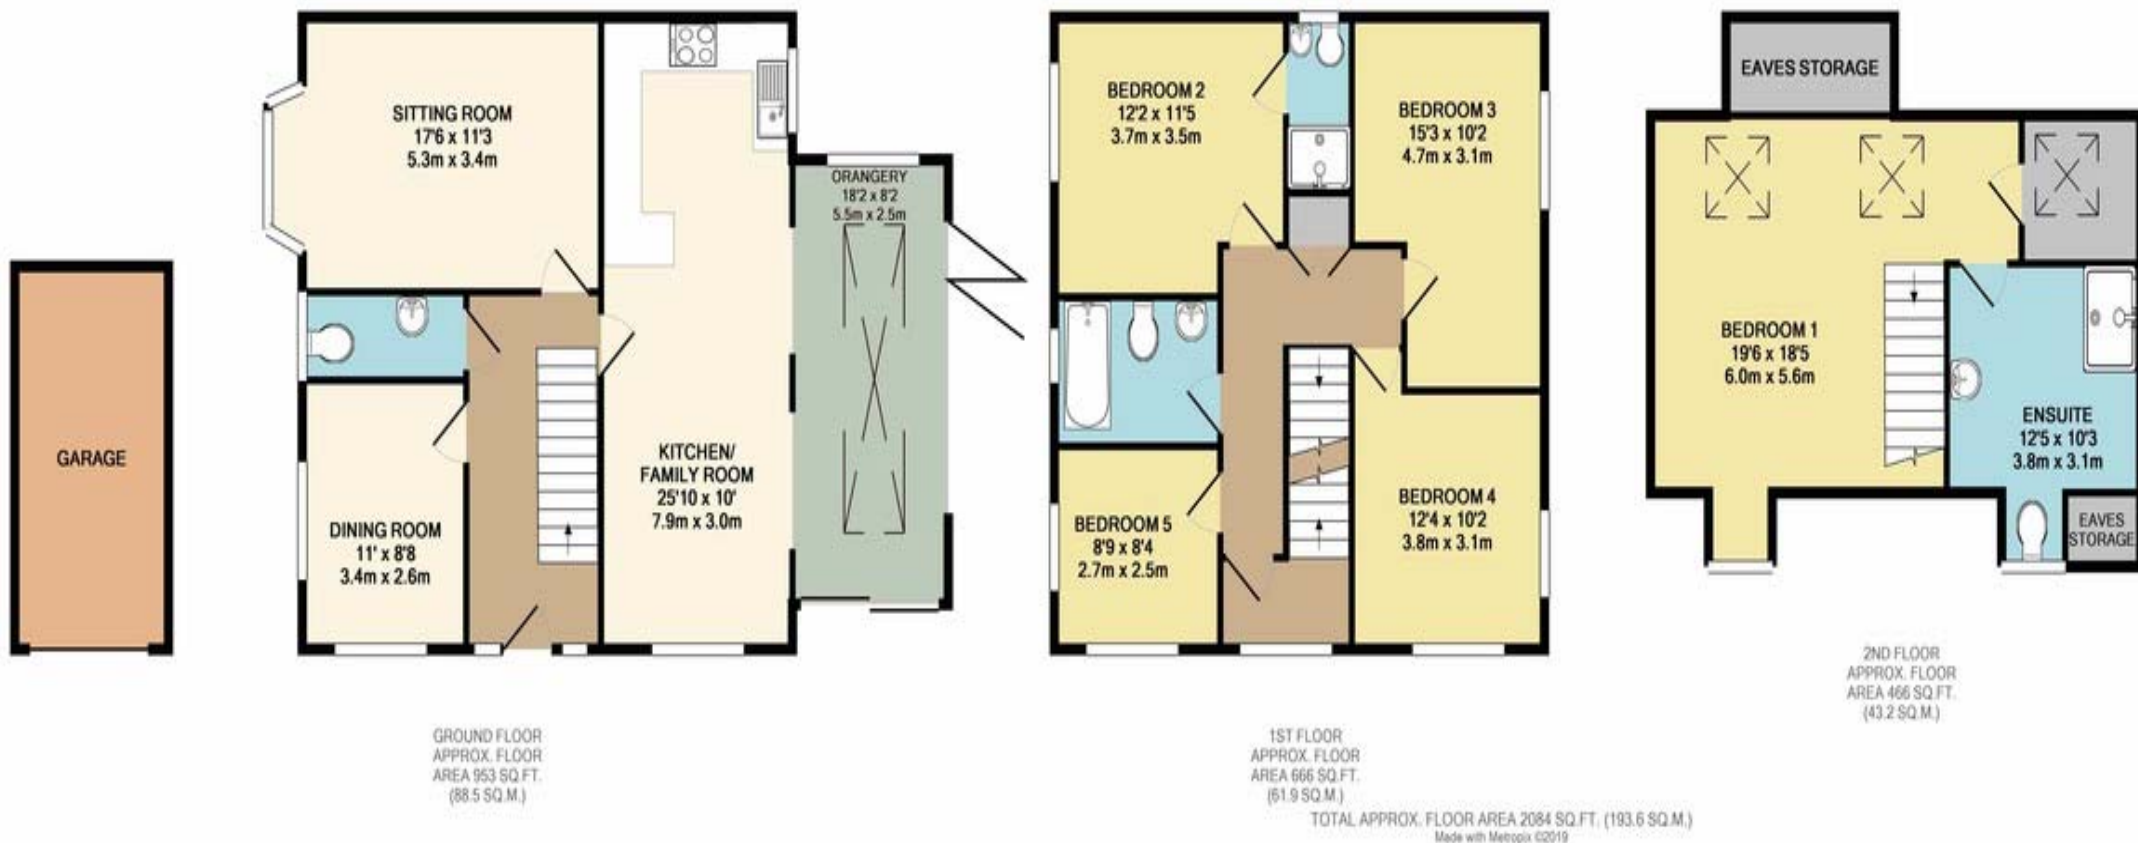 GARAGE
SITTING ROOM
17'6 x 11'3
5.3m x 3.4m
DINING ROOM
11' x 8'8
3.4m x 2.6m
KITCHEN/
FAMILY ROOM
25'10 x 10'
7.9m x 3.0m
ORANGERY
18'2 x 8'2
5.5m x 2.5m
GROUND FLOOR
APPROX. FLOOR
AREA 953 SQ.FT.
(88.5 SQ.M.)
BEDROOM 2
12'2 x 11'5
3.7m x 3.5m
BEDROOM 3
15'3 x 10'2
4.7m x 3.1m
BEDROOM 5
8'9 x 8'4
2.7m x 2.5m
BEDROOM 4
12'4 x 10'2
3.8m x 3.1m
1ST FLOOR
APPROX. FLOOR
AREA 666 SQ.FT.
(61.9 SQ.M.)
EAVES STORAGE
BEDROOM 1
19'6 x 18'5
6.0m x 5.6m
ENSUITE
12'5 x 10'3
3.8m x 3.1m
EAVES
STORAGE
2ND FLOOR
APPROX. FLOOR
AREA 466 SQ.FT.
(43.2 SQ.M.)
TOTAL APPROX. FLOOR AREA 2084 SQ.FT. (193.6 SQ.M.)
Made with Metropix ©2019